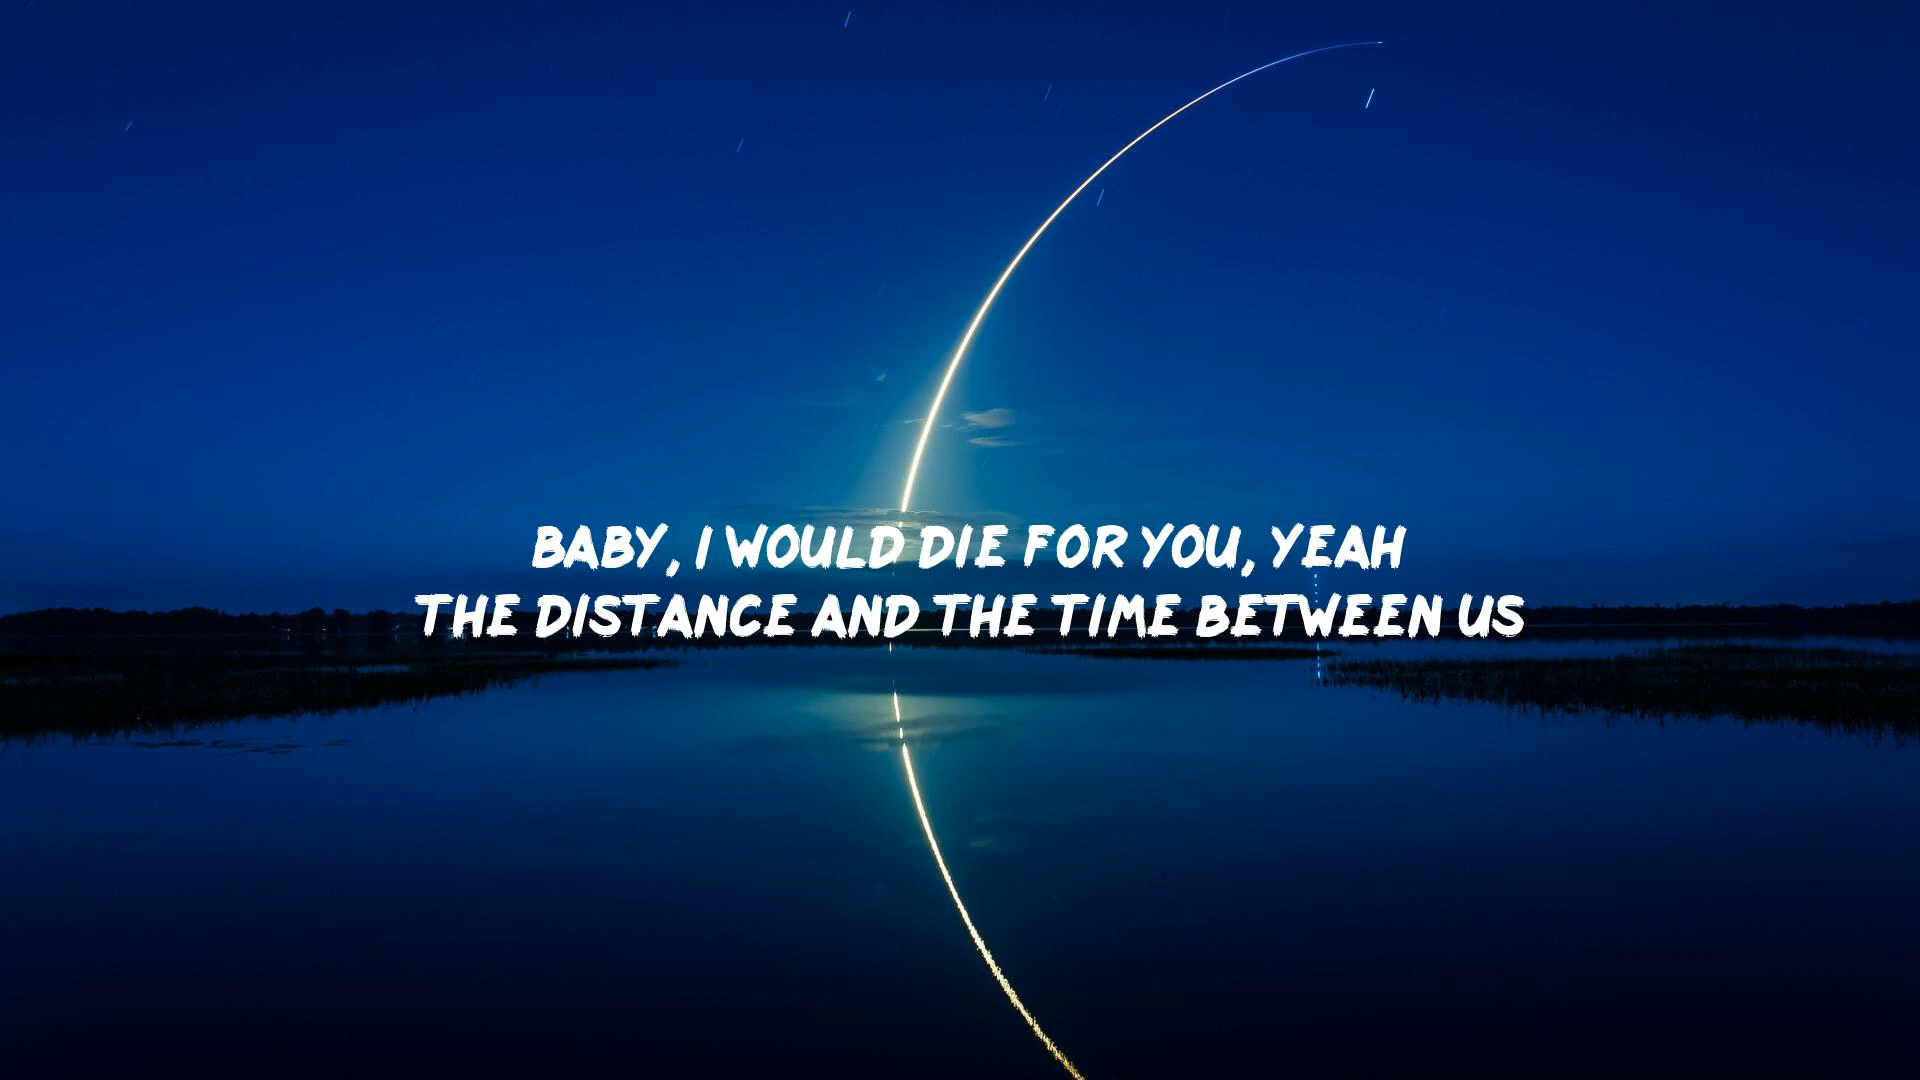 BABY, I WOULD DIE FOR YOU, YEAH
THE DISTANCE AND THE TIME BETWEEN US